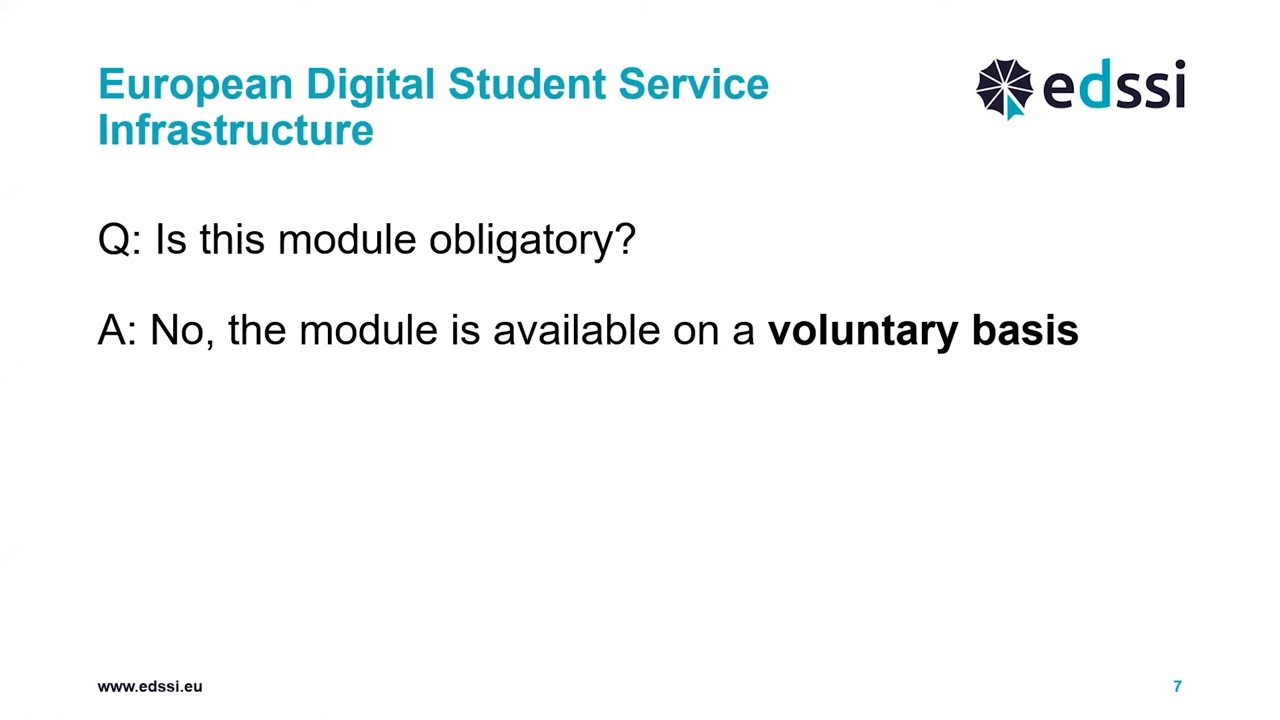 European Digital Student Service
Infrastructure
edssi
Q: Is this module obligatory?
A: No, the module is available on a voluntary basis
www.edssi.eu
7